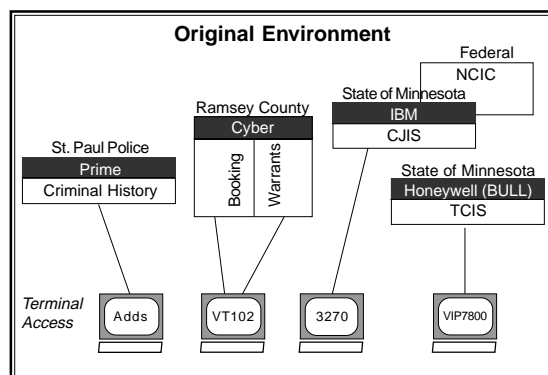 Original Environment
Federal
NCIC
State of Minnesota
IBM
CJIS
Ramsey County
Cyber
Booking
Warrants
St. Paul Police
Prime
Criminal History
State of Minnesota
Honeywell (BULL)
TCIS
Terminal
Access
Adds
VT102
3270
VIP7800